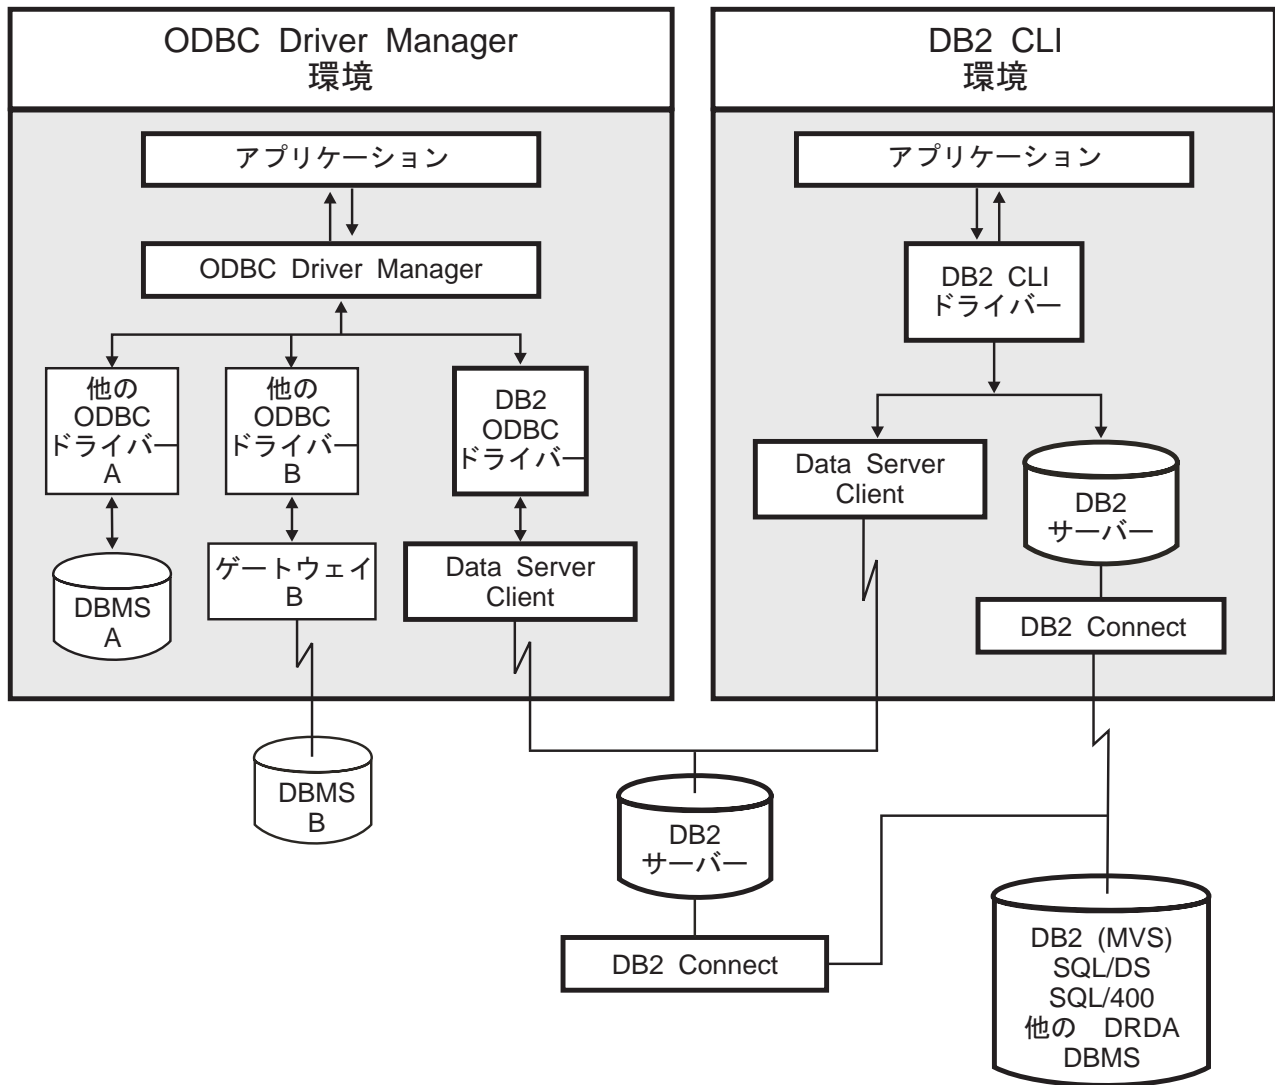 ODBC Driver Manager
環境
アプリケーション
ODBC Driver Manager
他の
ODBC
ドライバー
A
他の
ODBC
ドライバー
B
DB2
ODBC
ドライバー
DBMS
A
ゲートウェイ
B
Data Server
Client
DBMS
B
DB2 CLI
環境
アプリケーション
DB2 CLI
ドライバー
Data Server
Client
DB2
サーバー
DB2 Connect
DB2
サーバー
DB2 Connect
DB2 (MVS)
SQL/DS
SQL/400
他の DRDA
DBMS